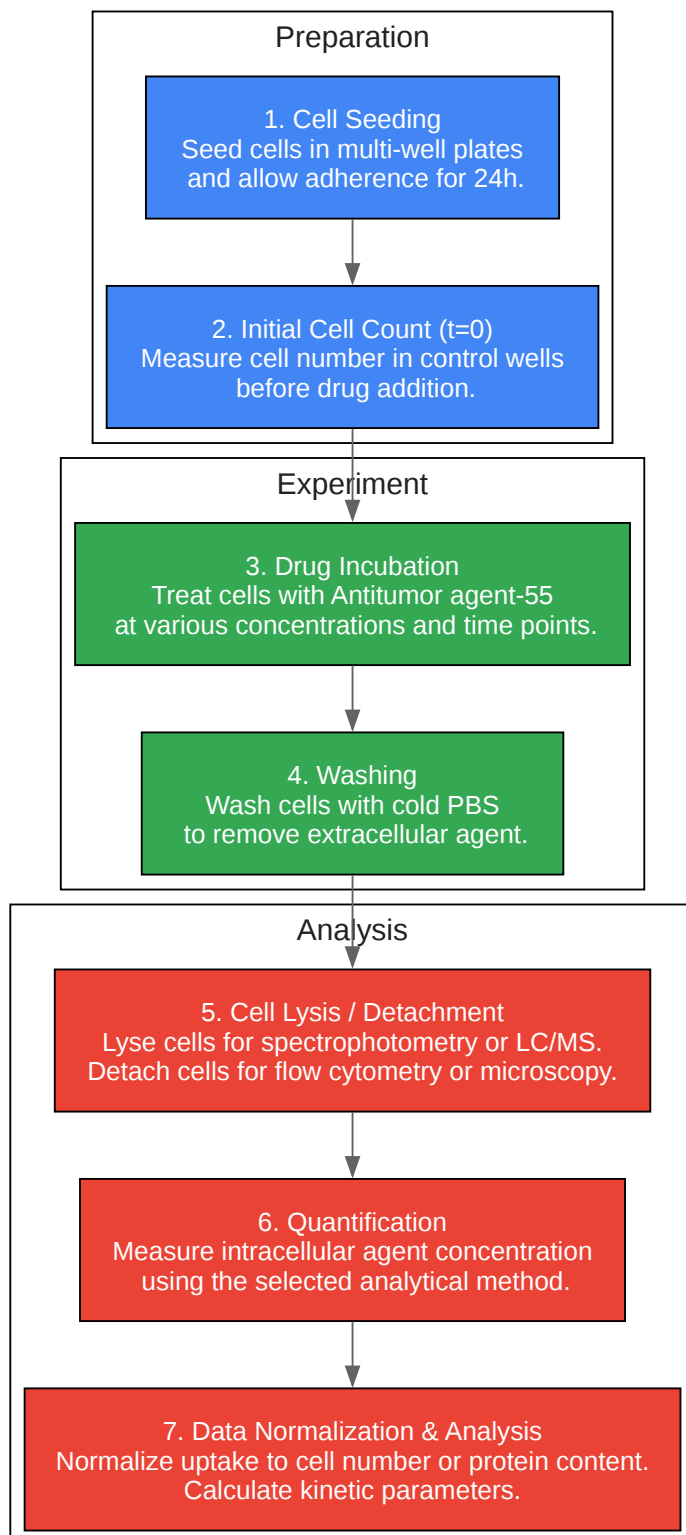 Preparation
1. Cell Seeding
Seed cells in multi-well plates
and allow adherence for 24h.
2. Initial Cell Count (t=0)
Measure cell number in control wells
before drug addition.
Experiment
3. Drug Incubation
Treat cells with Antitumor agent-55
at various concentrations and time points.
4. Washing
Wash cells with cold PBS
to remove extracellular agent.
Analysis
5. Cell Lysis / Detachment
Lyse cells for spectrophotometry or LC/MS.
Detach cells for flow cytometry or microscopy.
6. Quantification
Measure intracellular agent concentration
using the selected analytical method.
7. Data Normalization & Analysis
Normalize uptake to cell number or protein content.
Calculate kinetic parameters.